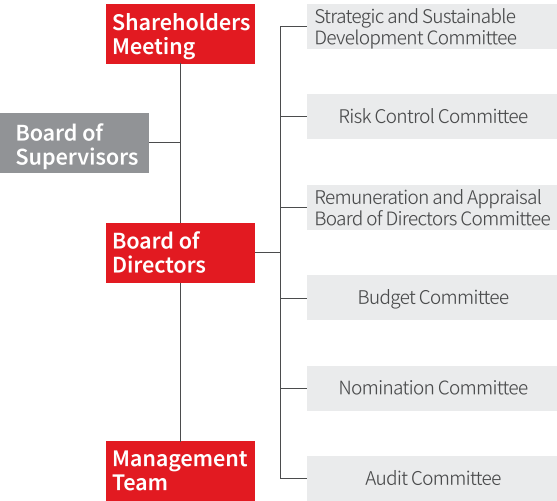 Shareholders
Meeting
Board of
Supervisors
Board of
Directors
Management
Team
Strategic and Sustainable
Development Committee
Risk Control Committee
Remuneration and Appraisal
Board of Directors Committee
Budget Committee
Nomination Committee
Audit Committee